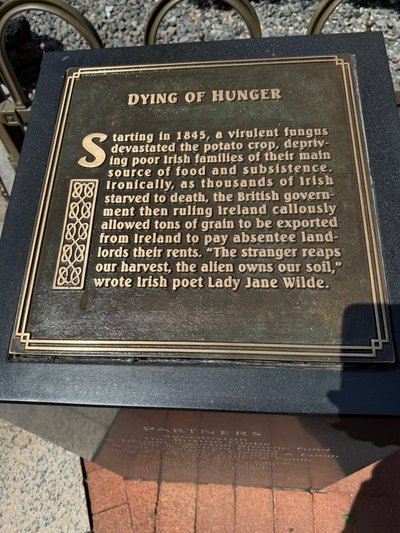 DYING OF HUNGER
Starting in 1845, a virulent fungus
devastated the potato crop, depriv-
ing poor Irish families of their main
source of food and subsistence.
Ironically, as thousands of Irish
starved to death, the British govern-
ment then ruling Ireland callously
allowed tons of grain to be exported
from Ireland to pay absentee land-
lords their rents. “The stranger reaps
our harvest, the alien owns our soil,”
wrote Irish poet Lady Jane Wilde.
PARTNERS